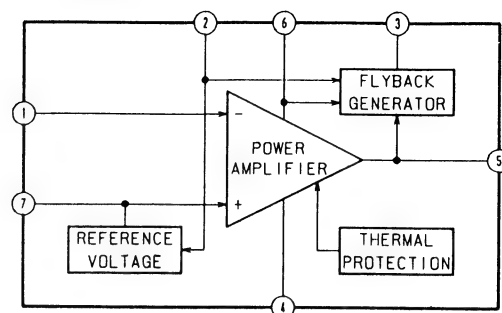 2
6
3
FLYBACK
GENERATOR
1
−
POWER
AMPLIFIER
5
7
+
REFERENCE
VOLTAGE
THERMAL
PROTECTION
4